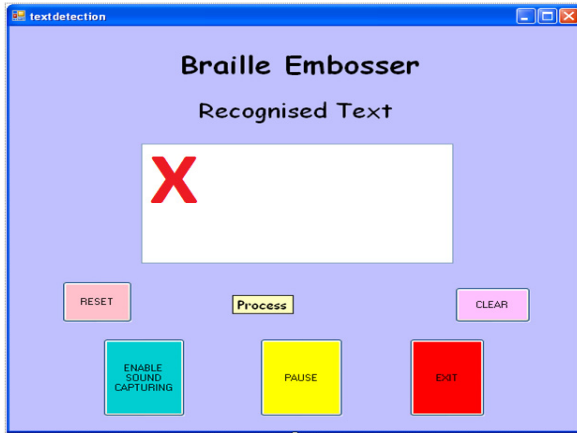 textdetection
Braille Embosser
Recognised Text
X
RESET
Process
CLEAR
ENABLE
SOUND
CAPTURING
PAUSE
EXIT